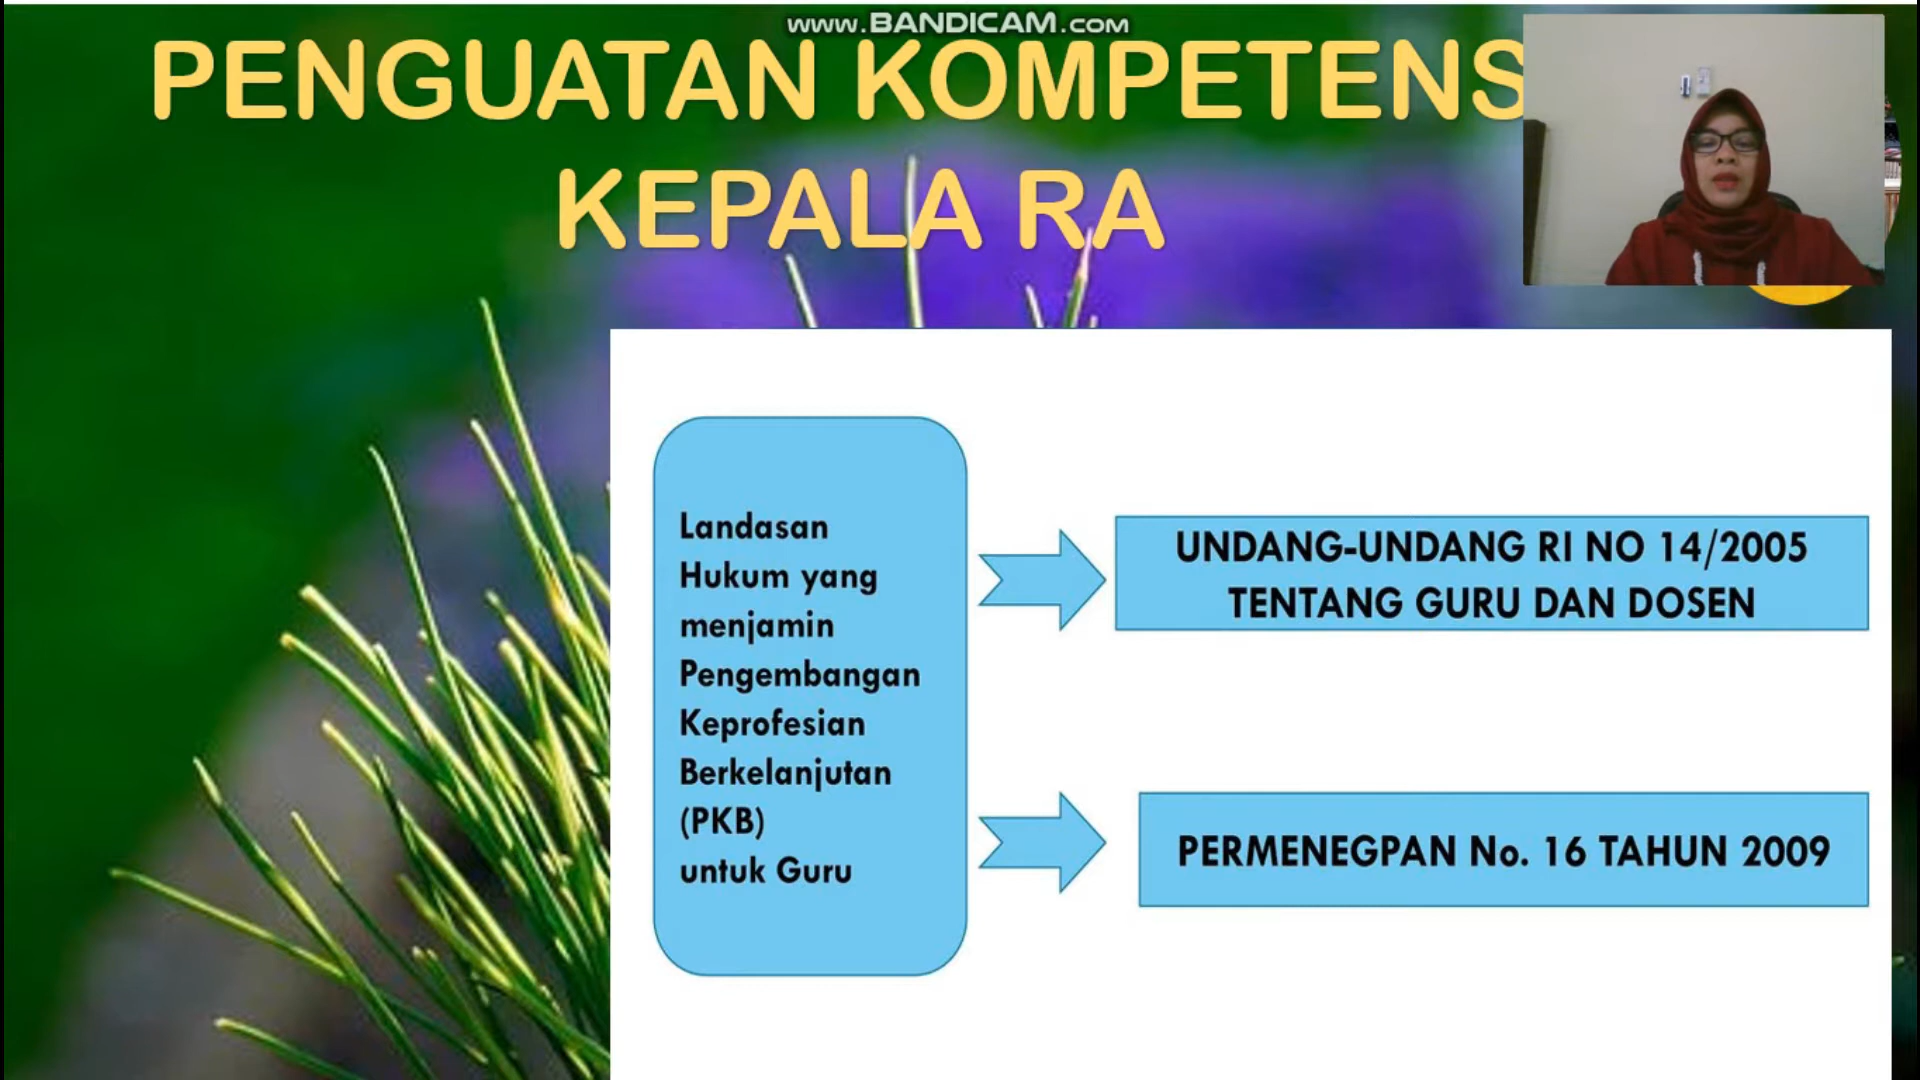 www.BANDICAM.com
PENGUATAN KOMPETENS
KEPALA RA
Landasan
Hukum yang
menjamin
Pengembangan
Keprofesian
Berkelanjutan
(PKB)
untuk Guru
UNDANG-UNDANG RI NO 14/2005
TENTANG GURU DAN DOSEN
PERMENEGPAN No. 16 TAHUN 2009